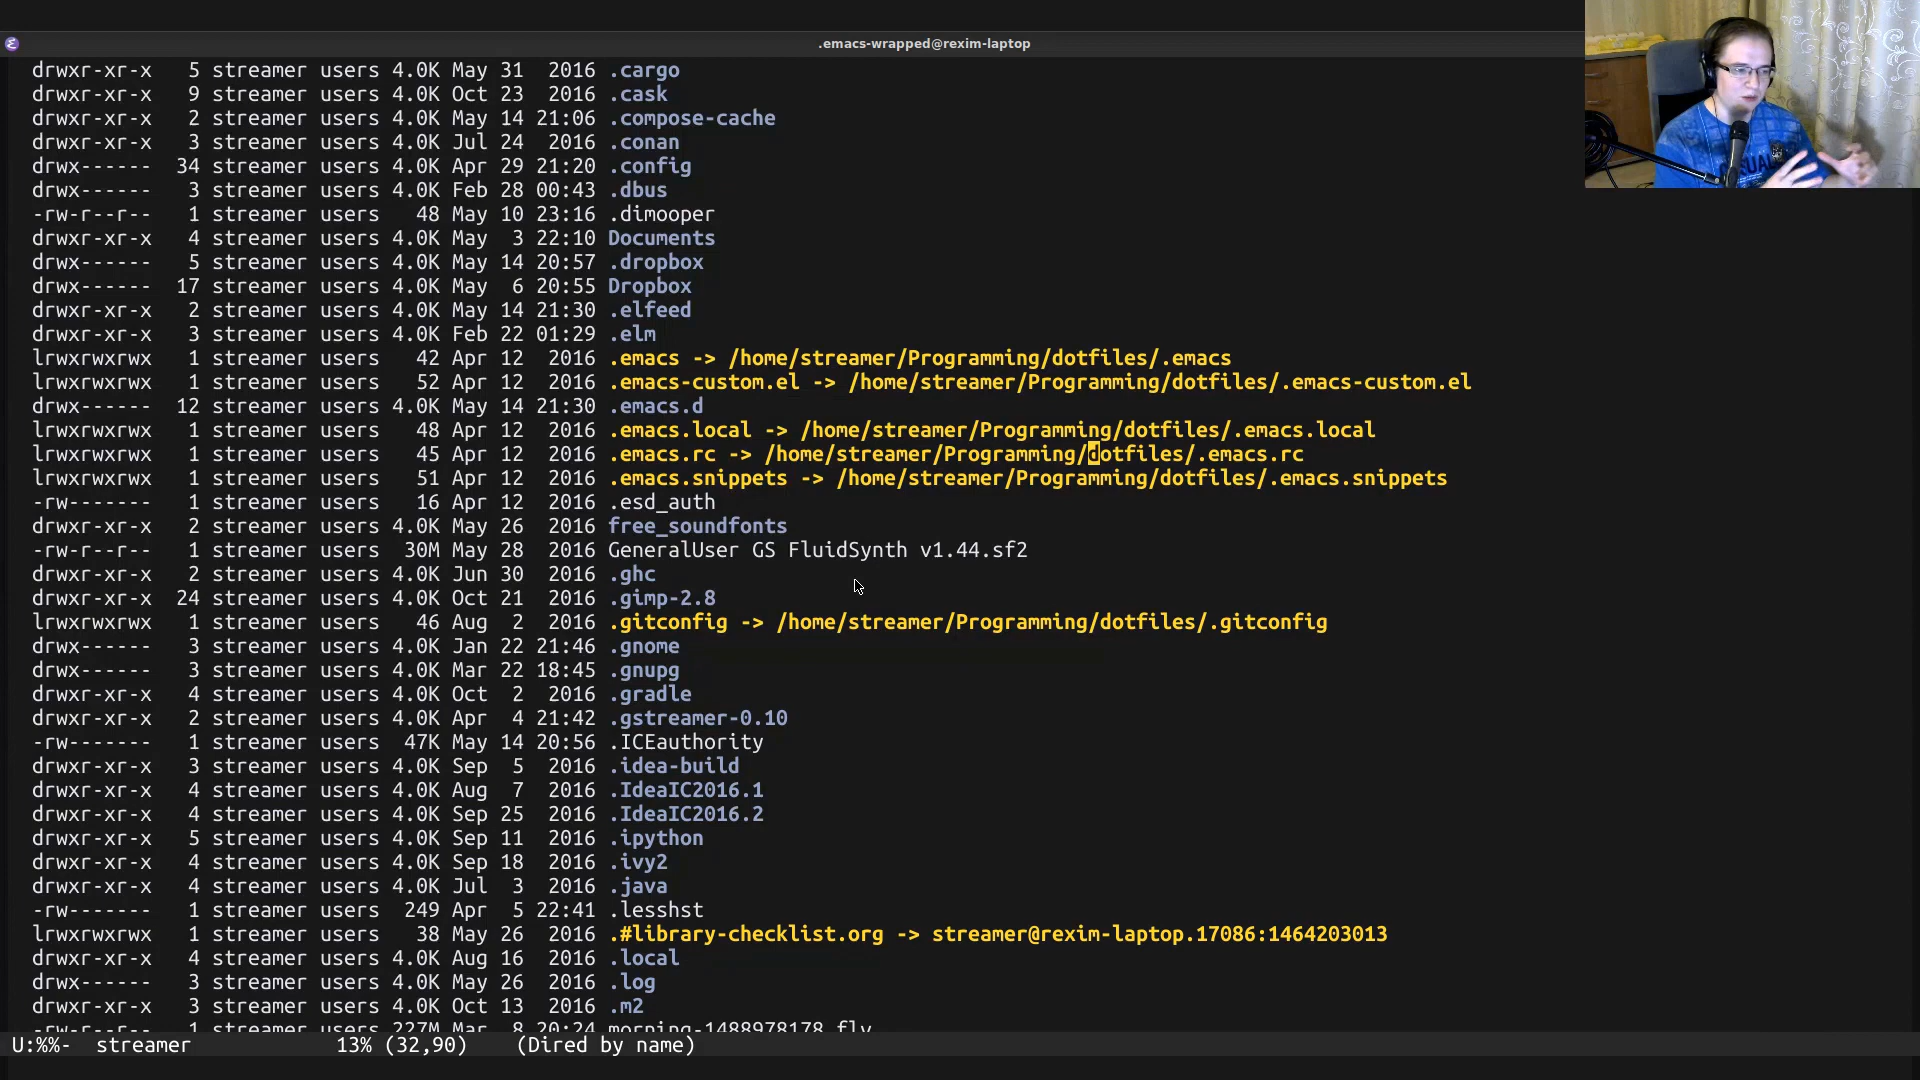 .emacs-wrapped@rexim-laptop
drwxr-xr-x 5 streamer users 4.0K May 31 2016 .cargo
drwxr-xr-x 9 streamer users 4.0K Oct 23 2016 .cask
drwxr-xr-x 2 streamer users 4.0K May 14 21:06 .compose-cache
drwxr-xr-x 3 streamer users 4.0K Jul 24 2016 .conan
drwx------ 34 streamer users 4.0K Apr 29 21:20 .config
drwx------ 3 streamer users 4.0K Feb 28 00:43 .dbus
-rw-r--r-- 1 streamer users 48 May 10 23:16 .dimooper
drwxr-xr-x 4 streamer users 4.0K May 3 22:10 Documents
drwx------ 5 streamer users 4.0K May 14 20:57 .dropbox
drwx------ 17 streamer users 4.0K May 6 20:55 Dropbox
drwxr-xr-x 2 streamer users 4.0K May 14 21:30 .elfeed
drwxr-xr-x 3 streamer users 4.0K Feb 22 01:29 .elm
lrwxrwxrwx 1 streamer users 42 Apr 12 2016 .emacs -> /home/streamer/Programming/dotfiles/.emacs
lrwxrwxrwx 1 streamer users 52 Apr 12 2016 .emacs-custom.el -> /home/streamer/Programming/dotfiles/.emacs-custom.el
drwx------ 12 streamer users 4.0K May 14 21:30 .emacs.d
lrwxrwxrwx 1 streamer users 48 Apr 12 2016 .emacs.local -> /home/streamer/Programming/dotfiles/.emacs.local
lrwxrwxrwx 1 streamer users 45 Apr 12 2016 .emacs.rc -> /home/streamer/Programming/dotfiles/.emacs.rc
lrwxrwxrwx 1 streamer users 51 Apr 12 2016 .emacs.snippets -> /home/streamer/Programming/dotfiles/.emacs.snippets
-rw------- 1 streamer users 16 Apr 12 2016 .esd_auth
drwxr-xr-x 2 streamer users 4.0K May 26 2016 free_soundfonts
-rw-r--r-- 1 streamer users 30M May 28 2016 GeneralUser GS FluidSynth v1.44.sf2
drwxr-xr-x 2 streamer users 4.0K Jun 30 2016 .ghc
drwxr-xr-x 24 streamer users 4.0K Oct 21 2016 .gimp-2.8
lrwxrwxrwx 1 streamer users 46 Aug 2 2016 .gitconfig -> /home/streamer/Programming/dotfiles/.gitconfig
drwx------ 3 streamer users 4.0K Jan 22 21:46 .gnome
drwx------ 3 streamer users 4.0K Mar 22 18:45 .gnupg
drwxr-xr-x 4 streamer users 4.0K Oct 2 2016 .gradle
drwxr-xr-x 2 streamer users 4.0K Apr 4 21:42 .gstreamer-0.10
-rw------- 1 streamer users 47K May 14 20:56 .ICEauthority
drwxr-xr-x 3 streamer users 4.0K Sep 5 2016 .idea-build
drwxr-xr-x 4 streamer users 4.0K Aug 7 2016 .IdeaIC2016.1
drwxr-xr-x 4 streamer users 4.0K Sep 25 2016 .IdeaIC2016.2
drwxr-xr-x 5 streamer users 4.0K Sep 11 2016 .ipython
drwxr-xr-x 4 streamer users 4.0K Sep 18 2016 .ivy2
drwxr-xr-x 4 streamer users 4.0K Jul 3 2016 .java
-rw------- 1 streamer users 249 Apr 5 22:41 .lesshst
lrwxrwxrwx 1 streamer users 38 May 26 2016 .#library-checklist.org -> streamer@rexim-laptop.17086:1464203013
drwxr-xr-x 4 streamer users 4.0K Aug 16 2016 .local
drwx------ 3 streamer users 4.0K May 26 2016 .log
drwxr-xr-x 3 streamer users 4.0K Oct 13 2016 .m2
-rw-r--r-- 1 streamer users 227M Mar 8 20:24 morning-1488978178.flv
U:%%- streamer 13% (32,90) (Dired by name)